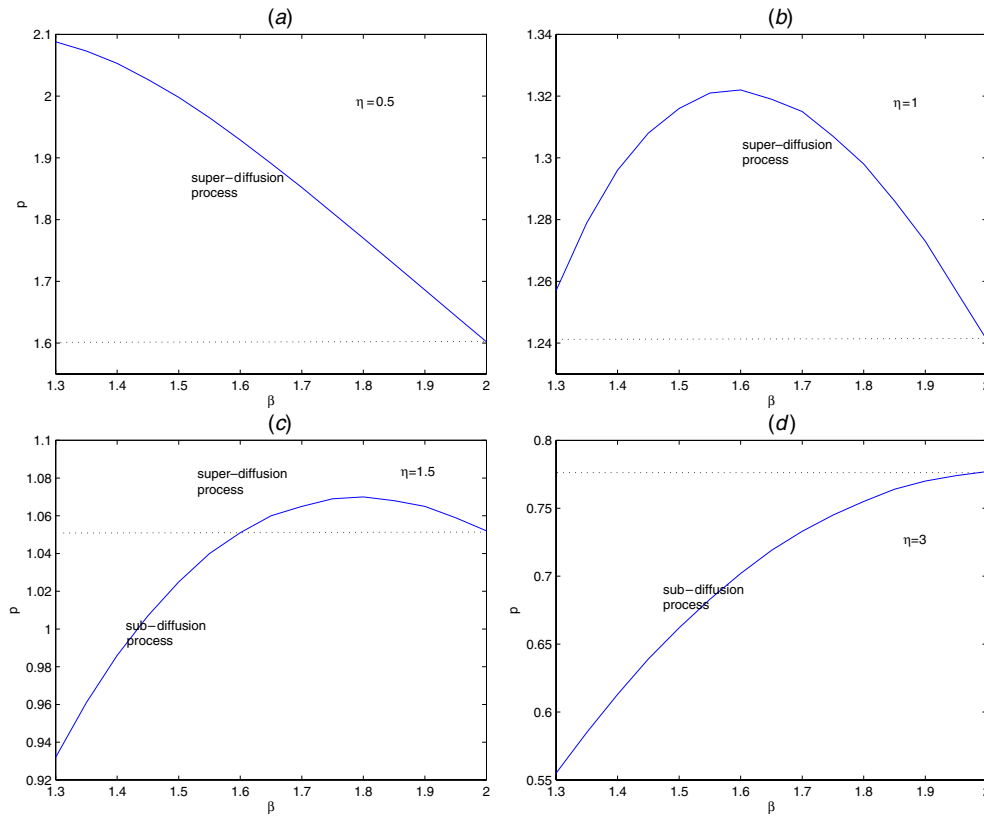 (a)
2.1
2
1.9
1.8
1.7
1.6
p
η =0.5
super−diffusion
process
1.3 1.4 1.5 1.6 1.7 1.8 1.9 2
β
(b)
1.34
1.32
1.3
1.28
1.26
1.24
η=1
super−diffusion
process
1.3 1.4 1.5 1.6 1.7 1.8 1.9 2
β
(c)
1.1
1.08
1.06
1.04
1.02
1
0.98
0.96
0.94
0.92
p
super−diffusion
process
η=1.5
sub−diffusion
process
1.3 1.4 1.5 1.6 1.7 1.8 1.9 2
β
(d)
0.8
0.75
0.7
0.65
0.6
0.55
p
η=3
sub−diffusion
process
1.3 1.4 1.5 1.6 1.7 1.8 1.9 2
β